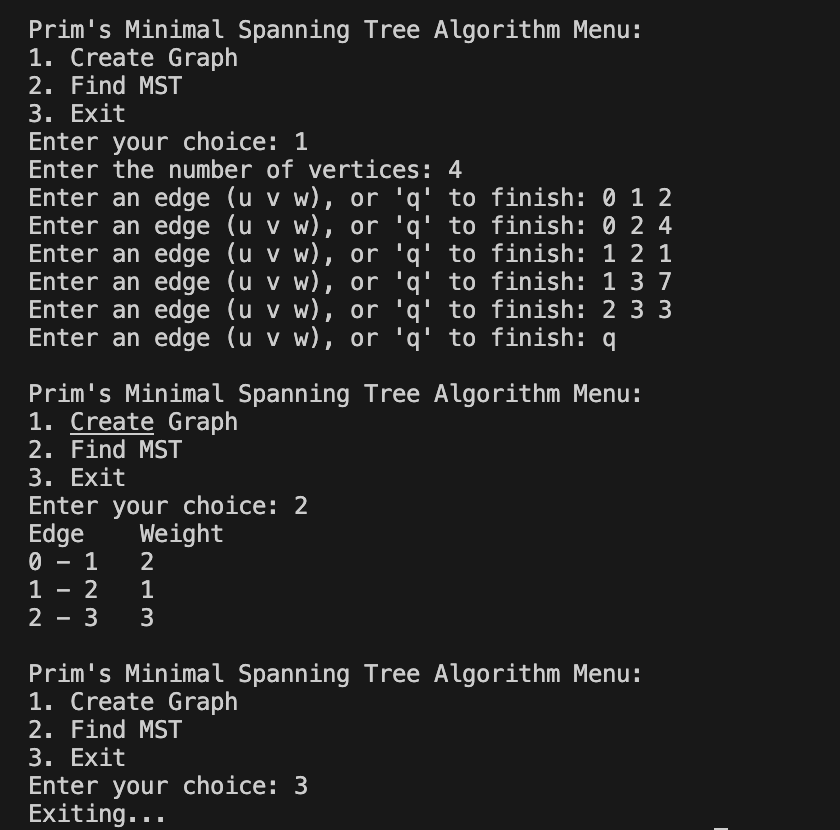 Prim's Minimal Spanning Tree Algorithm Menu:
1. Create Graph
2. Find MST
3. Exit
Enter your choice: 1
Enter the number of vertices: 4
Enter an edge (u v w), or 'q' to finish: 0 1 2
Enter an edge (u v w), or 'q' to finish: 0 2 4
Enter an edge (u v w), or 'q' to finish: 1 2 1
Enter an edge (u v w), or 'q' to finish: 1 3 7
Enter an edge (u v w), or 'q' to finish: 2 3 3
Enter an edge (u v w), or 'q' to finish: q

Prim's Minimal Spanning Tree Algorithm Menu:
1. Create Graph
2. Find MST
3. Exit
Enter your choice: 2
Edge    Weight
0 - 1   2
1 - 2   1
2 - 3   3

Prim's Minimal Spanning Tree Algorithm Menu:
1. Create Graph
2. Find MST
3. Exit
Enter your choice: 3
Exiting...